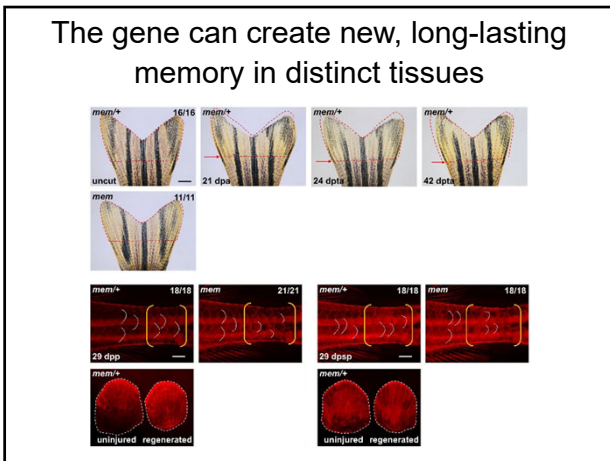 The gene can create new, long-lasting
memory in distinct tissues
mem/+ 16/16
uncut
21 dpa
mem/+
24 dpta
mem/+
42 dpta
mem 11/11
mem/+ 18/18
29 dpp
mem 21/21
mem/+ 18/18
29 dpsp
mem 18/18
mem/+
uninjured regenerated
mem/+
uninjured regenerated